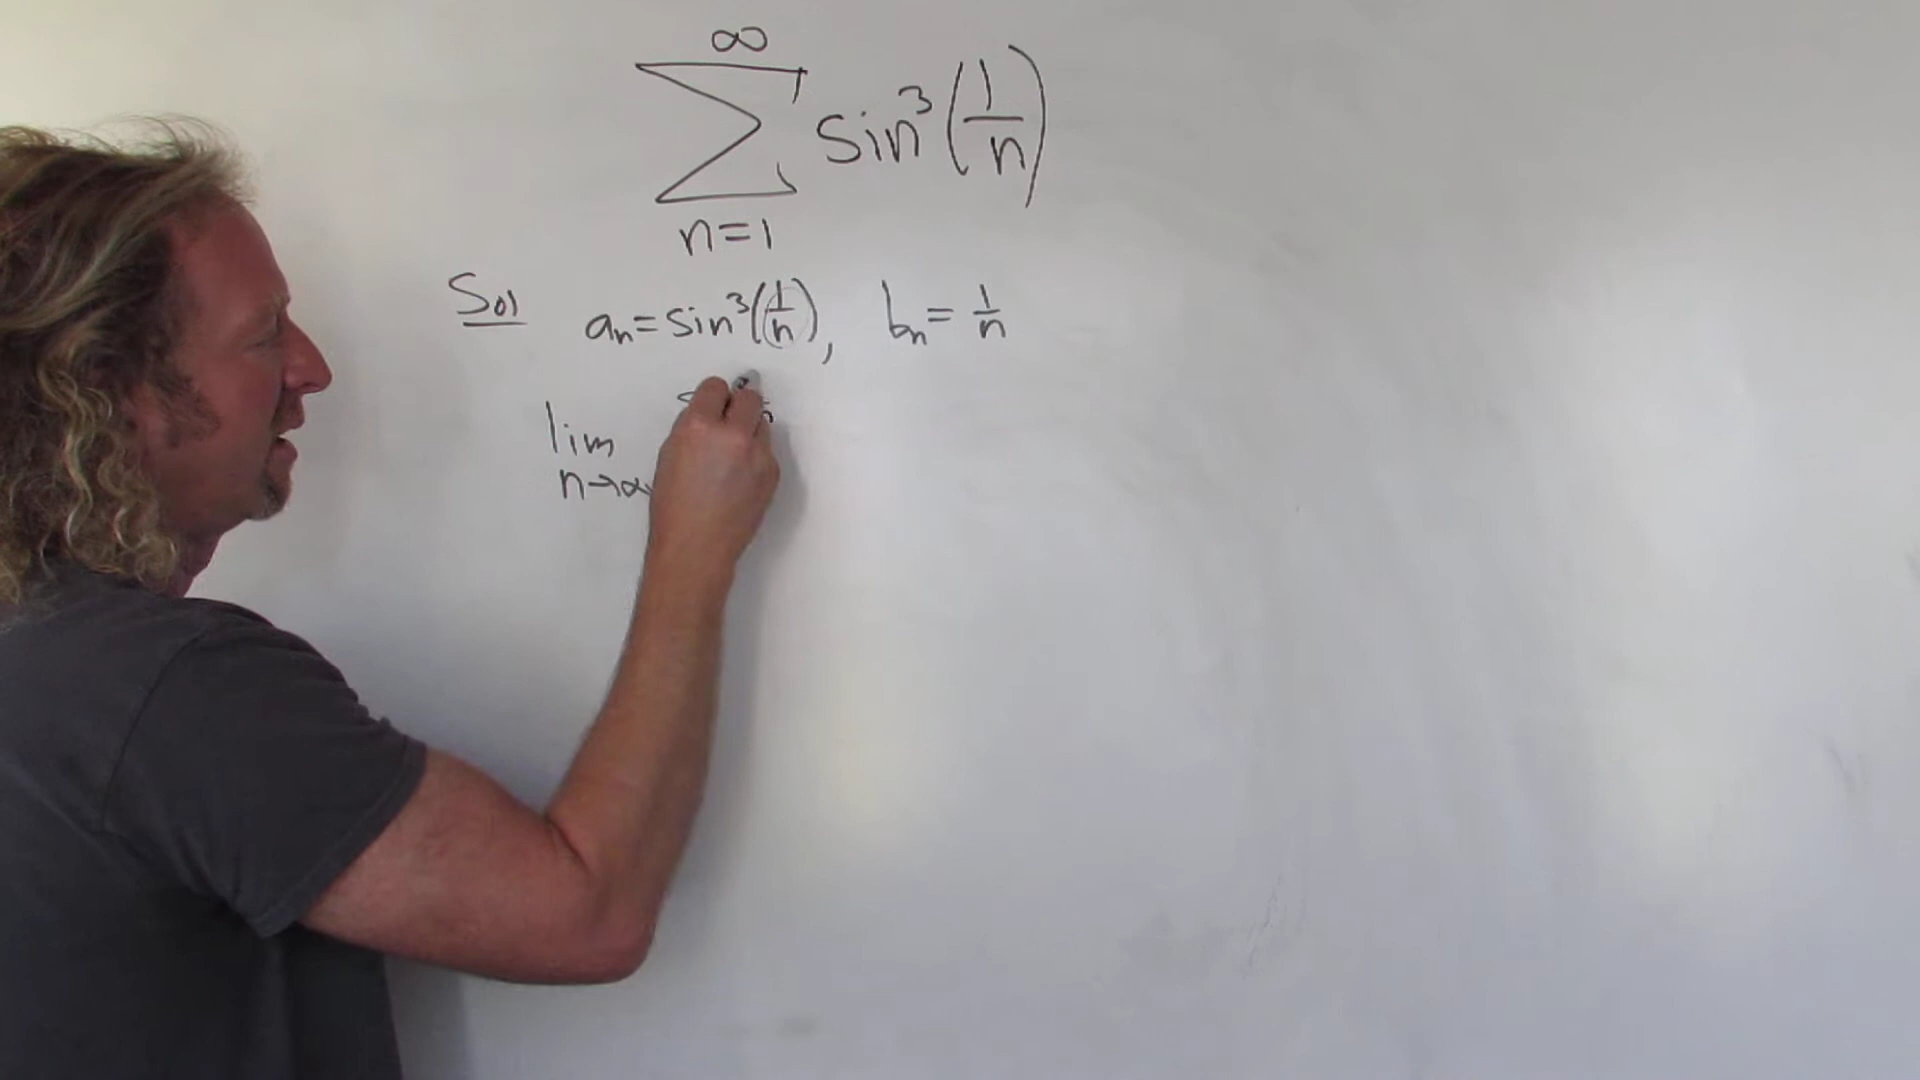 ∞
∑ sin³(1/n)
n=1
Sol aₙ=sin³(1/n), bₙ=1/n
lim
n→∞